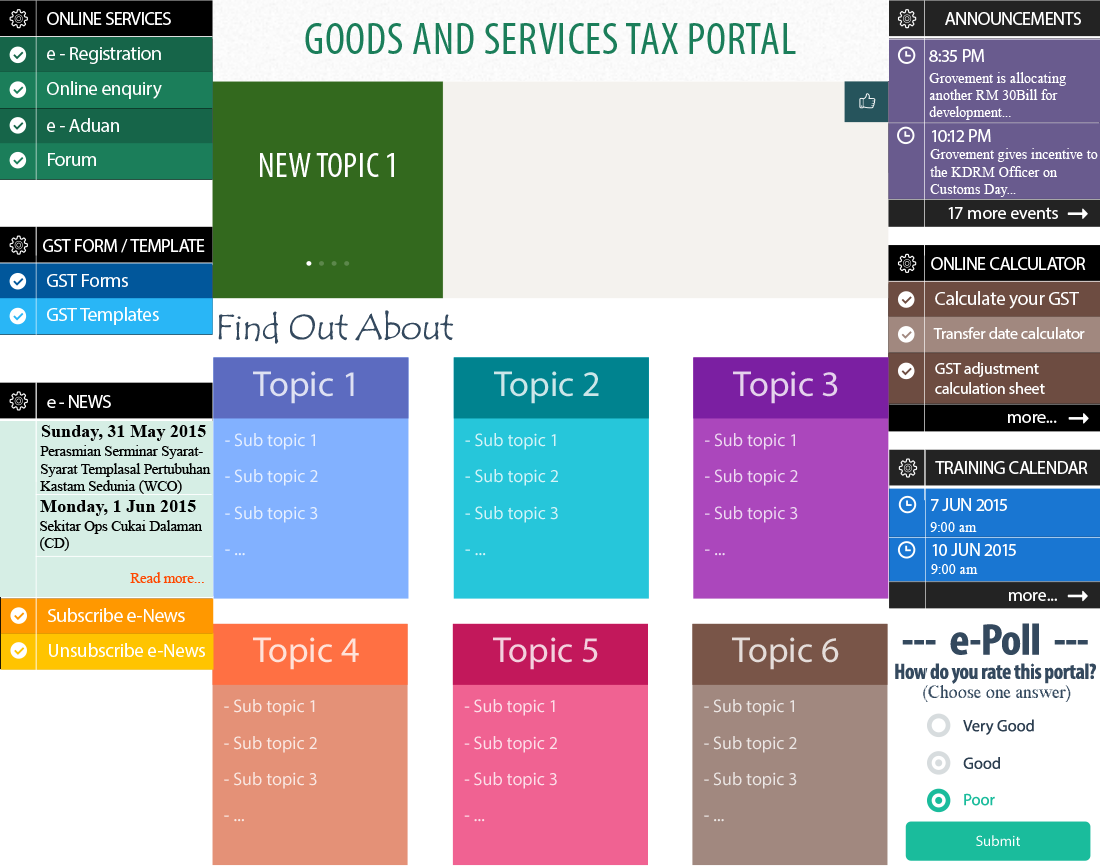 ONLINE SERVICES
e - Registration
Online enquiry
e - Aduan
Forum
GST FORM / TEMPLATE
GST Forms
GST Templates
e - NEWS
Sunday, 31 May 2015
Perasmian Serminar Syarat-
Syarat Templasal Pertubuhan
Kastam Sedunia (WCO)
Monday, 1 Jun 2015
Sekitar Ops Cukai Dalaman
(CD)
Read more...
Subscribe e-News
Unsubscribe e-News
GOODS AND SERVICES TAX PORTAL
NEW TOPIC 1
Find Out About
Topic 1
- Sub topic 1
- Sub topic 2
- Sub topic 3
- ...
Topic 2
- Sub topic 1
- Sub topic 2
- Sub topic 3
- ...
Topic 3
- Sub topic 1
- Sub topic 2
- Sub topic 3
- ...
Topic 4
- Sub topic 1
- Sub topic 2
- Sub topic 3
- ...
Topic 5
- Sub topic 1
- Sub topic 2
- Sub topic 3
- ...
Topic 6
- Sub topic 1
- Sub topic 2
- Sub topic 3
- ...
ANNOUNCEMENTS
8:35 PM
Grovement is allocating
another RM 30Bill for
development...
10:12 PM
Grovement gives incentive to
the KDRM Officer on
Customs Day...
17 more events
ONLINE CALCULATOR
Calculate your GST
Transfer date calculator
GST adjustment
calculation sheet
more...
TRAINING CALENDAR
7 JUN 2015
9:00 am
10 JUN 2015
9:00 am
more...
--- e-Poll ---
How do you rate this portal?
(Choose one answer)
Very Good
Good
Poor
Submit